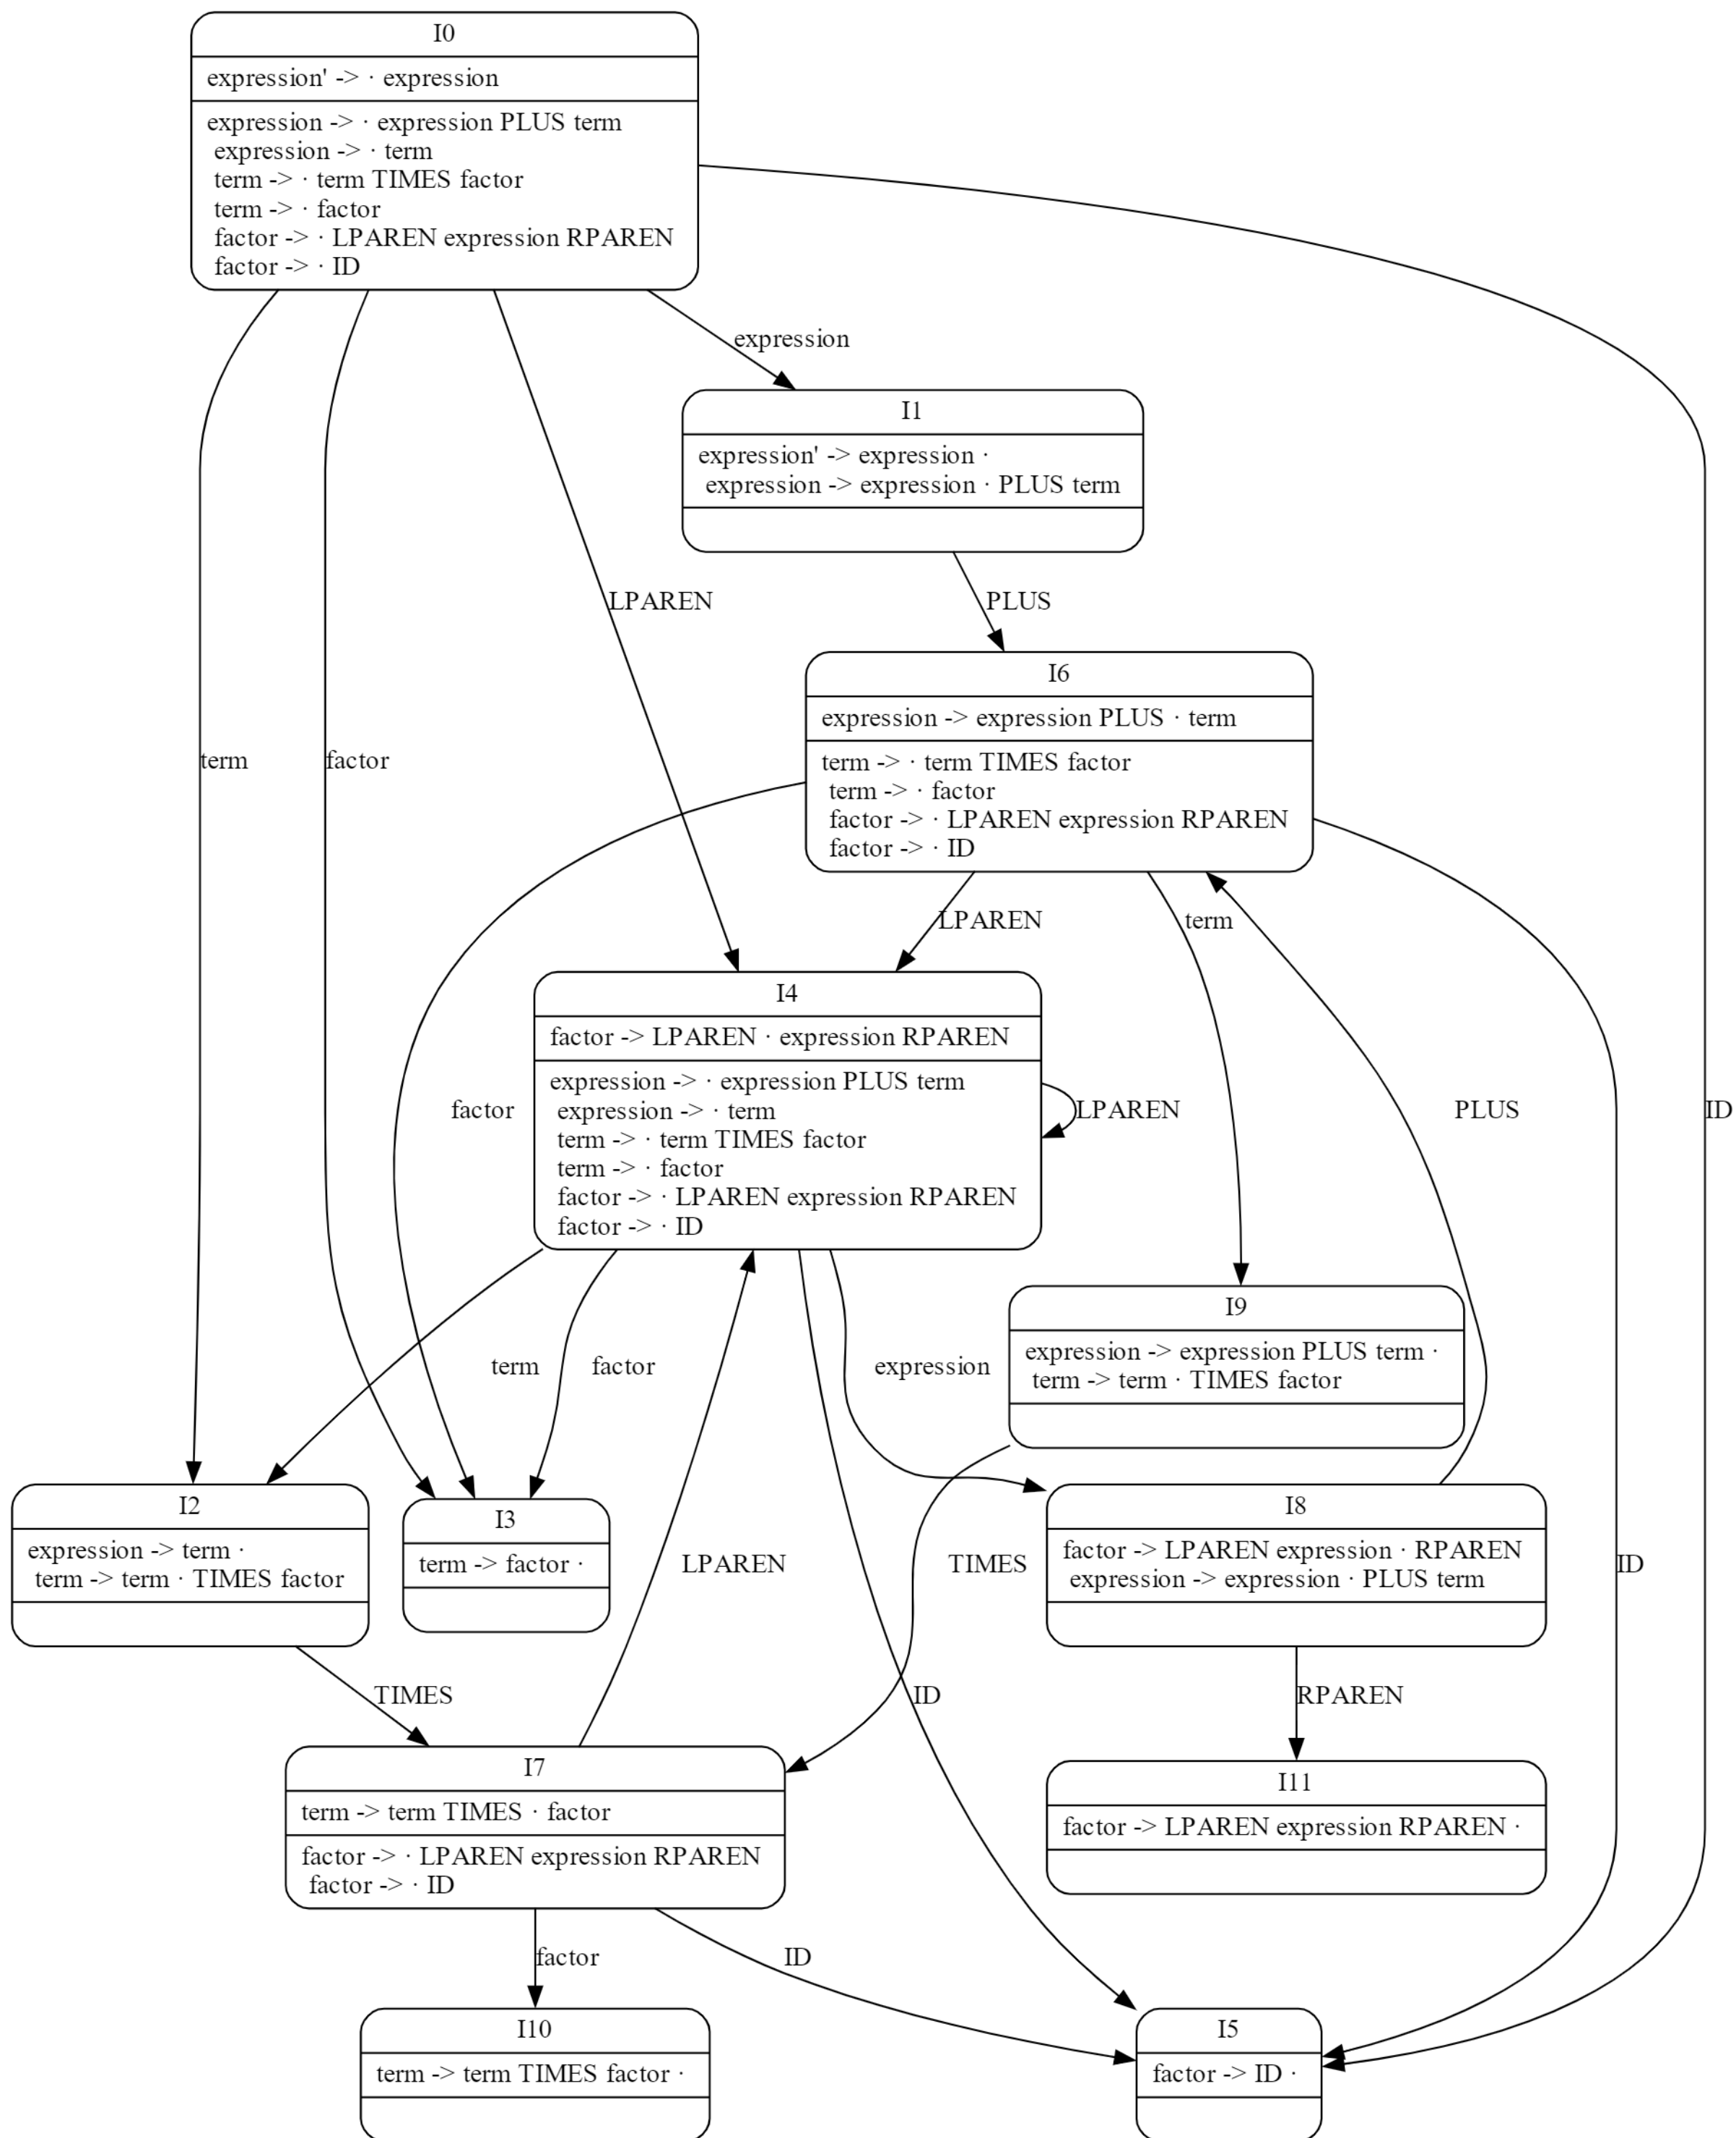 I0
expression' -> · expression
expression -> · expression PLUS term
expression -> · term
term -> · term TIMES factor
term -> · factor
factor -> · LPAREN expression RPAREN
factor -> · ID
expression
I1
expression' -> expression ·
expression -> expression · PLUS term
LPAREN
PLUS
I6
expression -> expression PLUS · term
term -> · term TIMES factor
term -> · factor
factor -> · LPAREN expression RPAREN
factor -> · ID
term
factor
LPAREN
term
I4
factor -> LPAREN · expression RPAREN
expression -> · expression PLUS term
expression -> · term
term -> · term TIMES factor
term -> · factor
factor -> · LPAREN expression RPAREN
factor -> · ID
factor
LPAREN
PLUS
ID
I9
expression -> expression PLUS term ·
term -> term · TIMES factor
term
factor
expression
I2
expression -> term ·
term -> term · TIMES factor
I3
term -> factor ·
LPAREN
TIMES
I8
factor -> LPAREN expression · RPAREN
expression -> expression · PLUS term
ID
TIMES
ID
RPAREN
I7
term -> term TIMES · factor
factor -> · LPAREN expression RPAREN
factor -> · ID
I11
factor -> LPAREN expression RPAREN ·
factor
ID
I10
term -> term TIMES factor ·
I5
factor -> ID ·